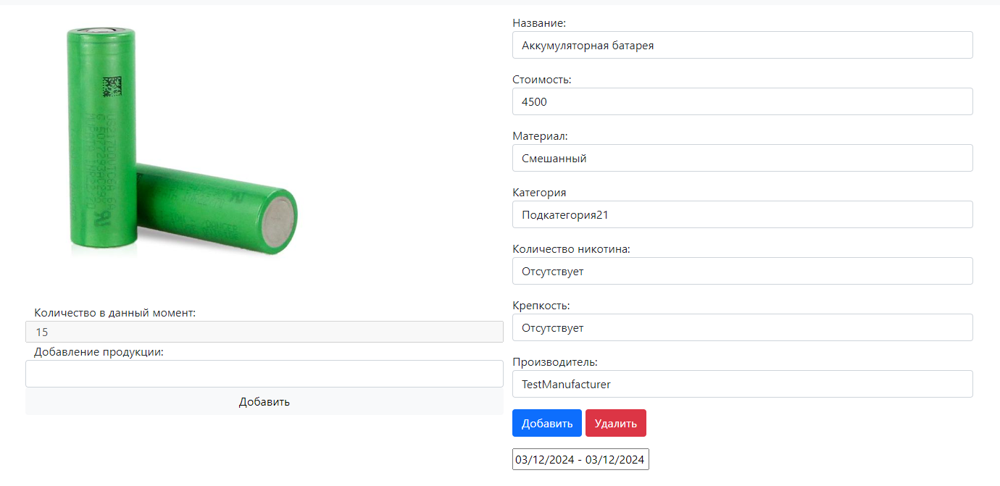 Количество в данный момент:
15
Добавление продукции:
Добавить
Название:
Аккумуляторная батарея
Стоимость:
4500
Материал:
Смешанный
Категория
Подкатегория21
Количество никотина:
Отсутствует
Крепкость:
Отсутствует
Производитель:
TestManufacturer
Добавить Удалить
03/12/2024 - 03/12/2024